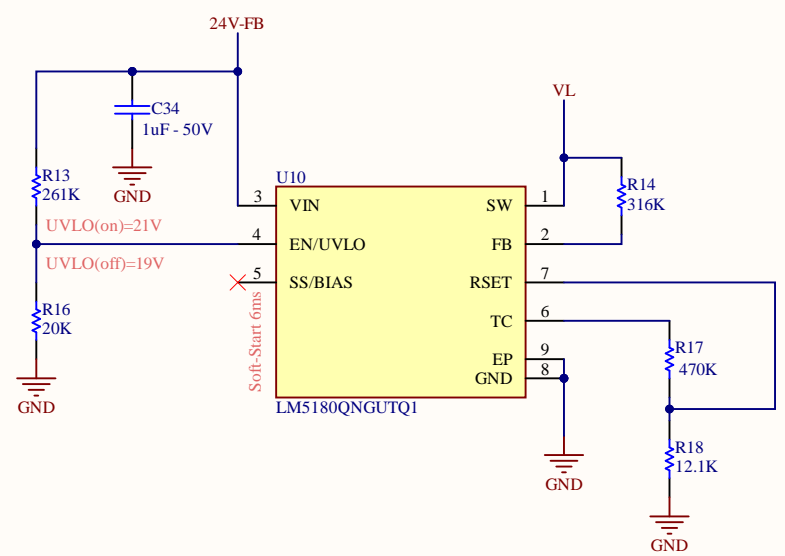 24V-FB
C34
1uF - 50V
GND
R13
261K
UVLO(on)=21V
UVLO(off)=19V
R16
20K
GND
U10
3 VIN
4 EN/UVLO
5 SS/BIAS
Soft-Start 6ms
SW 1
FB 2
RSET 7
TC 6
EP 9
GND 8
LM5180QNGUTQ1
VL
R14
316K
R17
470K
R18
12.1K
GND
GND